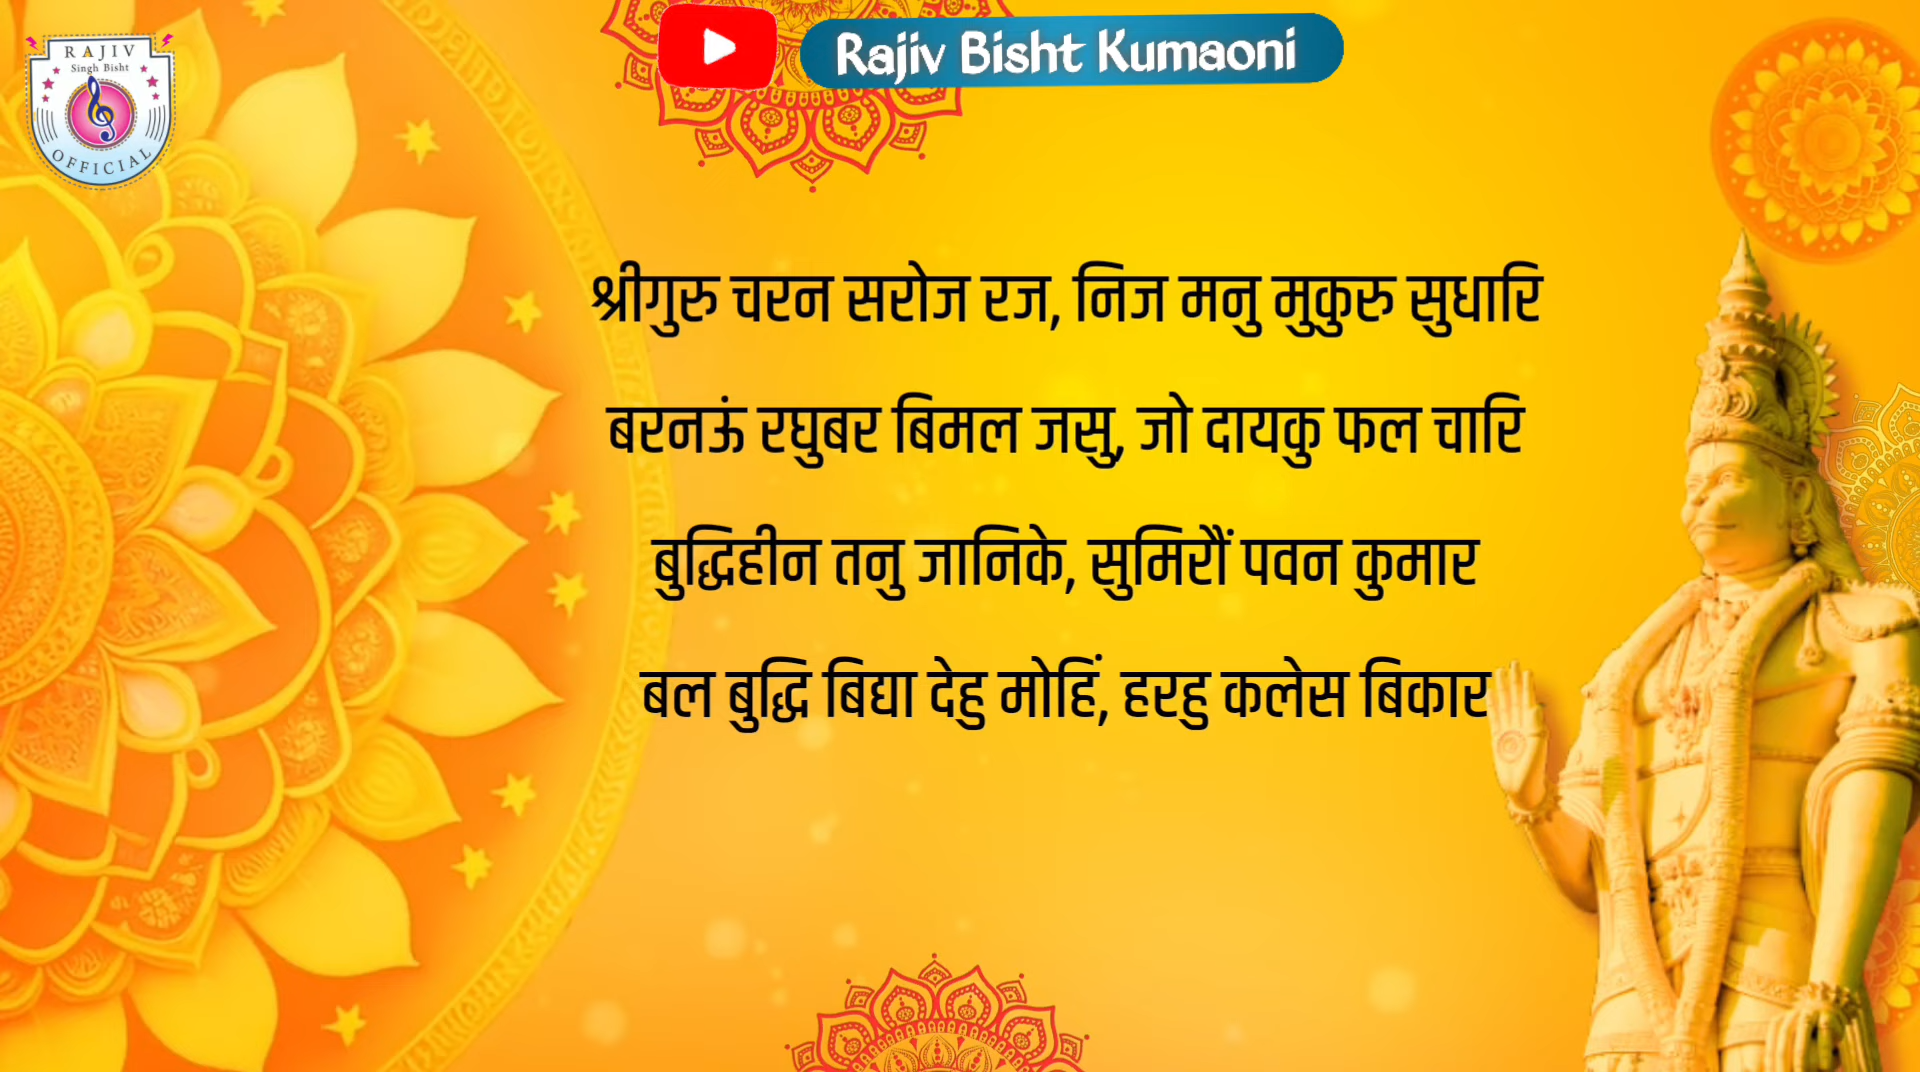 RAJIV
Singh Bisht
OFFICIAL
Rajiv Bisht Kumaoni
श्रीगुरु चरन सरोज रज, निज मनु मुकुरु सुधारि
बरनऊं रघुबर बिमल जसु, जो दायकु फल चारि
बुद्धिहीन तनु जानिके, सुमिरौं पवन कुमार
बल बुद्धि बिद्या देहु मोहिं, हरहु कलेस बिकार